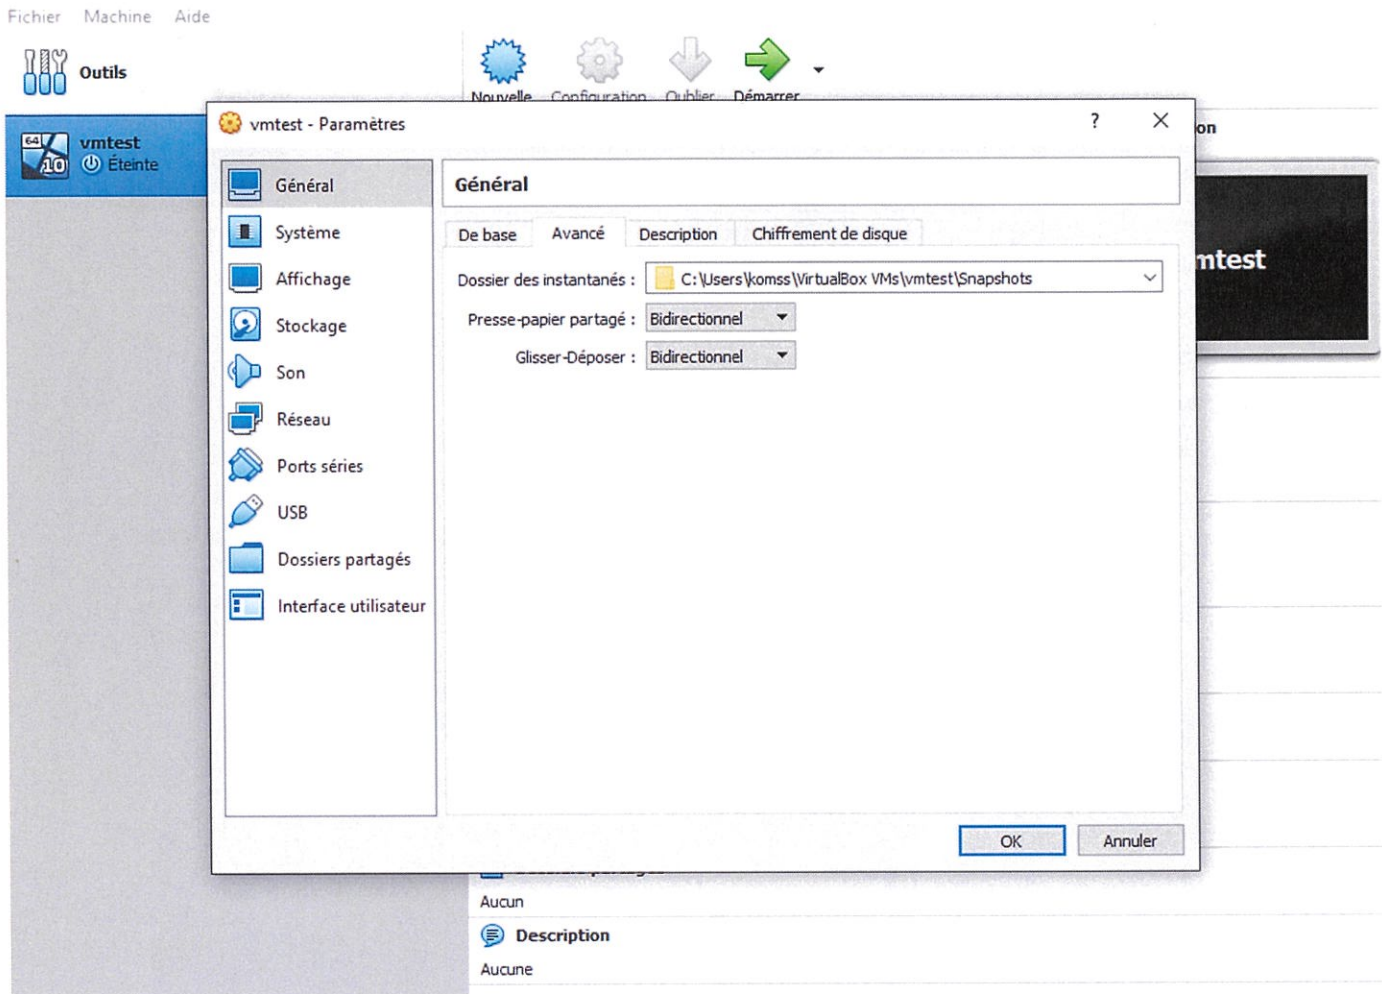 Fichier Machine Aide
Outils
Nouvelle Configuration Oublier Démarrer
vmtest
Éteinte
64
10
vmtest - Paramètres
?
on
Général
Système
Affichage
Stockage
Son
Réseau
Ports séries
USB
Dossiers partagés
Interface utilisateur
Général
De base Avancé Description Chiffrement de disque
Dossier des instantanés : C:\Users\komss\VirtualBox VMs\vmtest\Snapshots
Presse-papier partagé : Bidirectionnel
Glisser-Déposer : Bidirectionnel
mtest
OK Annuler
Aucun
Description
Aucune